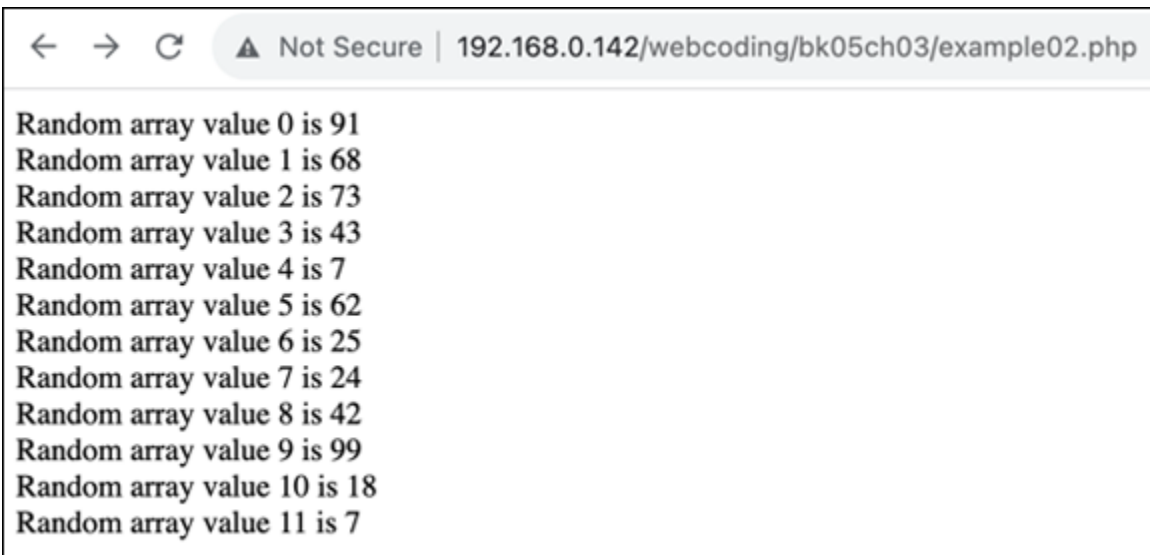 Not Secure | 192.168.0.142/webcoding/bk05ch03/example02.php
Random array value 0 is 91
Random array value 1 is 68
Random array value 2 is 73
Random array value 3 is 43
Random array value 4 is 7
Random array value 5 is 62
Random array value 6 is 25
Random array value 7 is 24
Random array value 8 is 42
Random array value 9 is 99
Random array value 10 is 18
Random array value 11 is 7